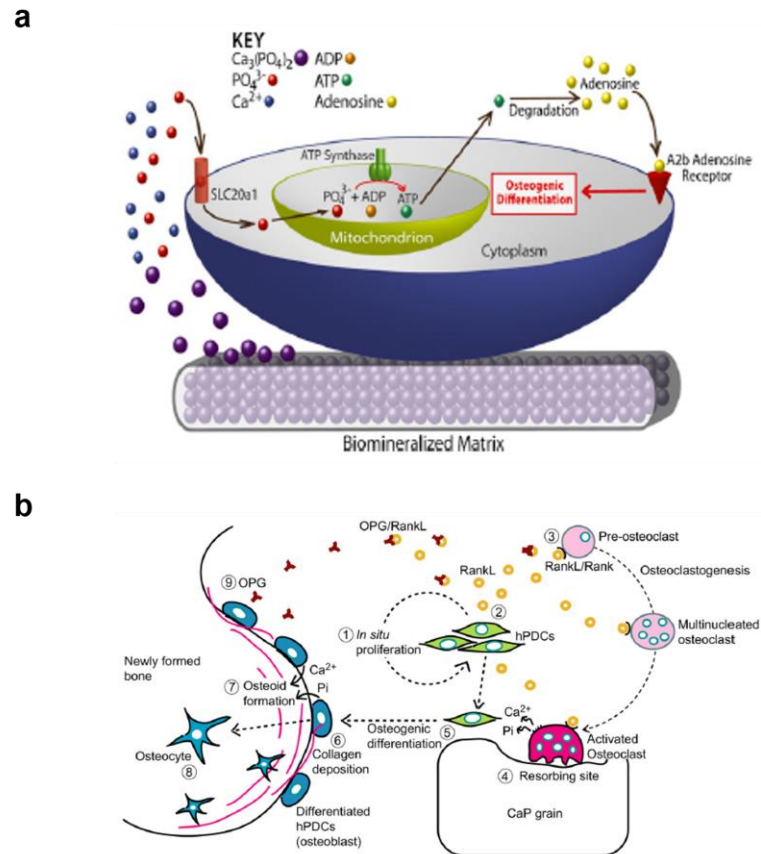 a
KEY
Ca₃(PO₄)₂ ADP
PO₄³⁻ ATP
Ca²⁺ Adenosine
Adenosine
Degradation
A2b Adenosine
Receptor
ATP Synthase
SLC20a1
PO₄³⁻ + ADP ATP
Osteogenic
Differentiation
Mitochondrion
Cytoplasm
Biomineralized Matrix
b
OPG/RankL
③ Pre-osteoclast
RankL/Rank
RankL
Osteoclastogenesis
⑨ OPG
②
① In situ
proliferation
hPDCs
Multinucleated
osteoclast
Newly formed
bone
Ca²⁺
Pi
⑦ Osteoid
formation
Ca²⁺
Pi
Osteogenic
differentiation
⑤
Activated
Osteoclast
⑥
Collagen
deposition
④ Resorbing site
Osteocyte
⑧
CaP grain
Differentiated
hPDCs
(osteoblast)